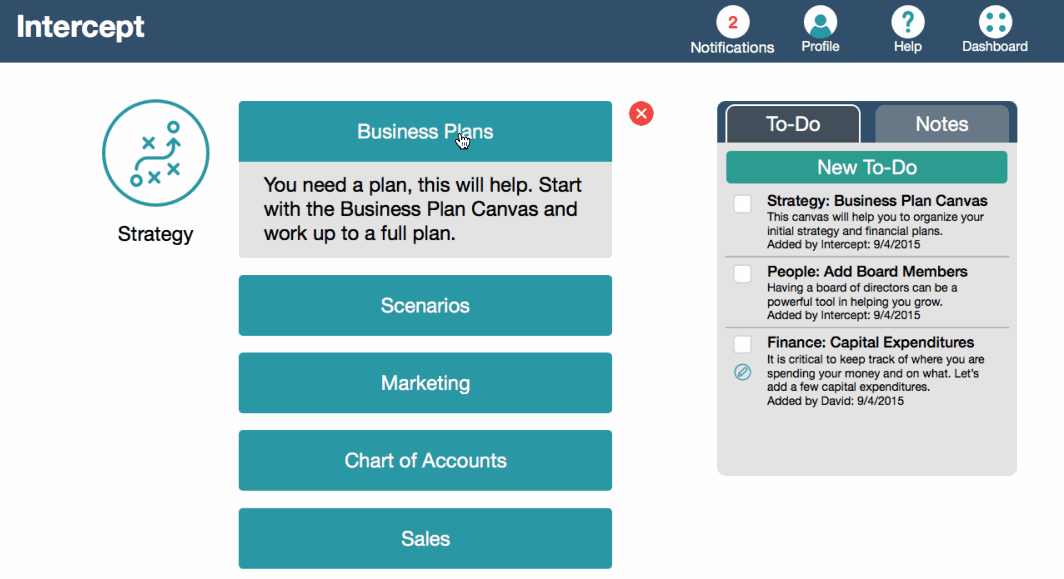 Intercept
2
Notifications
Profile
?
Help
Dashboard
Strategy
Business Plans
You need a plan, this will help. Start
with the Business Plan Canvas and
work up to a full plan.
Scenarios
Marketing
Chart of Accounts
Sales
To-Do
Notes
New To-Do
Strategy: Business Plan Canvas
This canvas will help you to organize your
initial strategy and financial plans.
Added by Intercept: 9/4/2015
People: Add Board Members
Having a board of directors can be a
powerful tool in helping you grow.
Added by Intercept: 9/4/2015
Finance: Capital Expenditures
It is critical to keep track of where you are
spending your money and on what. Let's
add a few capital expenditures.
Added by David: 9/4/2015